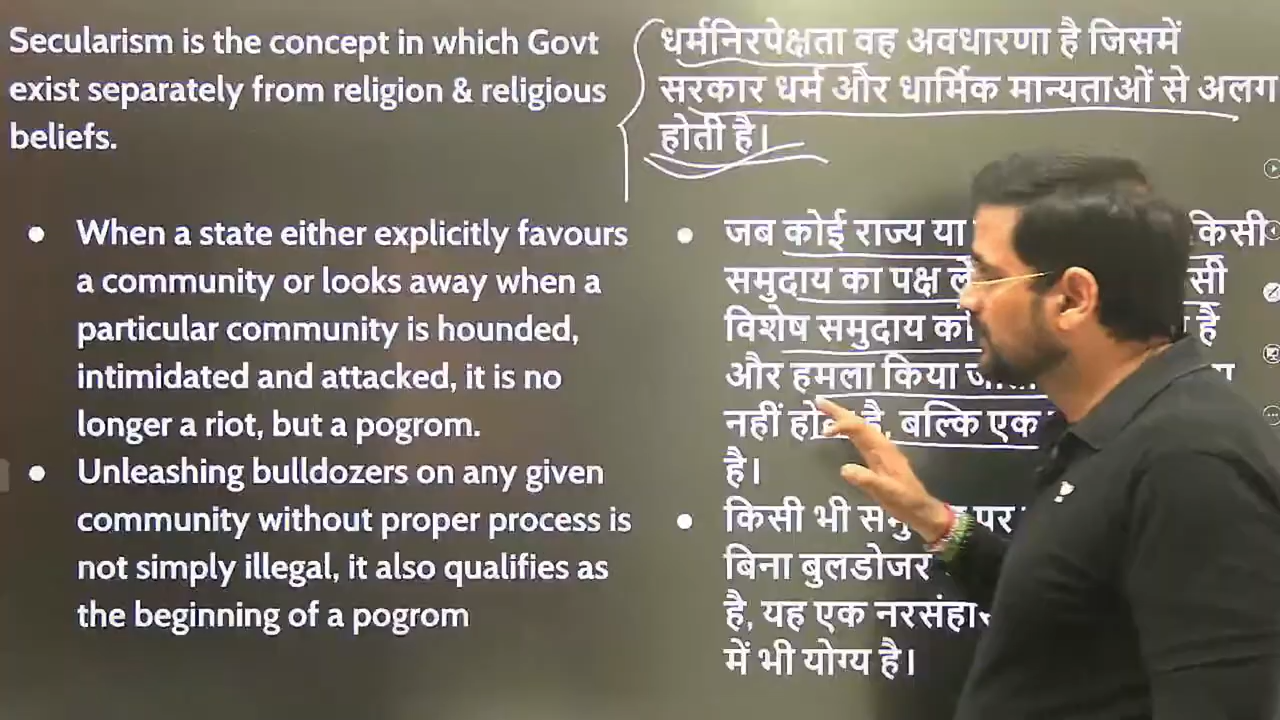 Secularism is the concept in which Govt
exist separately from religion & religious
beliefs.
• When a state either explicitly favours
a community or looks away when a
particular community is hounded,
intimidated and attacked, it is no
longer a riot, but a pogrom.
• Unleashing bulldozers on any given
community without proper process is
not simply illegal, it also qualifies as
the beginning of a pogrom
धर्मनिरपेक्षता वह अवधारणा है जिसमें
सरकार धर्म और धार्मिक मान्यताओं से अलग
होती है।
• जब कोई राज्य या किसी
समुदाय का पक्ष
विशेष समुदाय है
और हमला किया
नहीं है, बल्कि एक
है।
• किसी भी पर
बिना बुलडोजर
है, यह एक
में भी योग्य है।